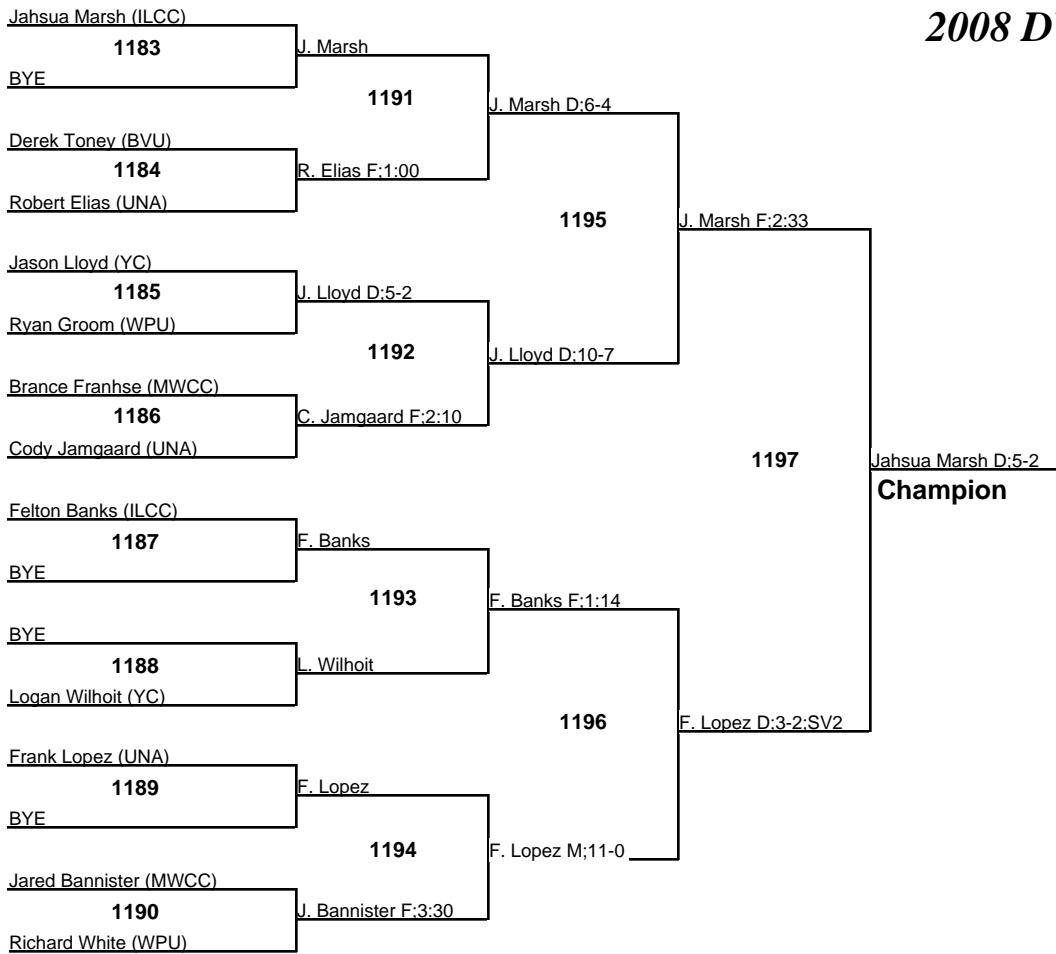 Jahsua Marsh (ILCC)
2008 D
1183
J. Marsh
BYE
1191
J. Marsh D;6-4
Derek Toney (BVU)
1184
R. Elias F;1:00
Robert Elias (UNA)
1195
J. Marsh F;2:33
Jason Lloyd (YC)
1185
J. Lloyd D;5-2
Ryan Groom (WPU)
1192
J. Lloyd D;10-7
Brance Franhse (MWCC)
1186
C. Jamgaard F;2:10
Cody Jamgaard (UNA)
1197
Jahsua Marsh D;5-2
Champion
Felton Banks (ILCC)
1187
F. Banks
BYE
1193
F. Banks F;1:14
BYE
1188
L. Wilhoit
Logan Wilhoit (YC)
1196
F. Lopez D;3-2;SV2
Frank Lopez (UNA)
1189
F. Lopez
BYE
1194
F. Lopez M;11-0
Jared Bannister (MWCC)
1190
J. Bannister F;3:30
Richard White (WPU)